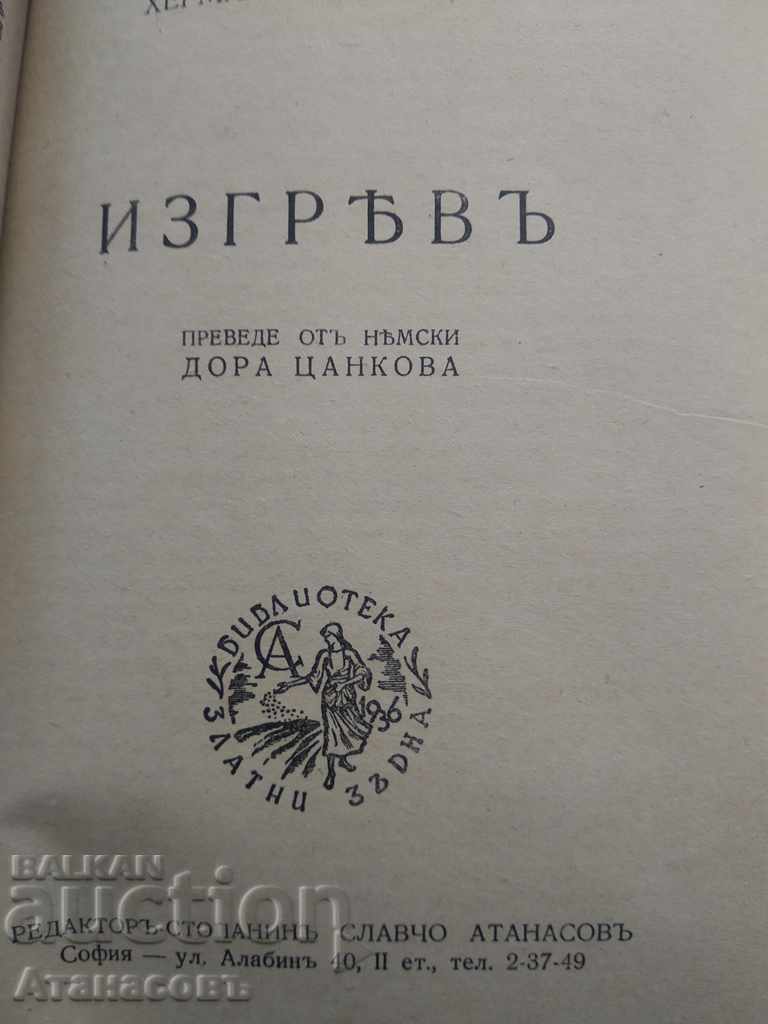 ИЗГРѢВЪ
ПРЕВЕДЕ ОТЪ НѢМСКИ
ДОРА ЦАНКОВА
БИБЛИОТЕКА
СА
1936
ЗЛАТНИ ЗЪРНА
BALKAN
auction
РЕДАКТОРЪ-СТОПАНИНЪ СЛАВЧО АТАНАСОВЪ
София — ул. Алабинъ 40, II ет., тел. 2-37-49
Атанасовъ